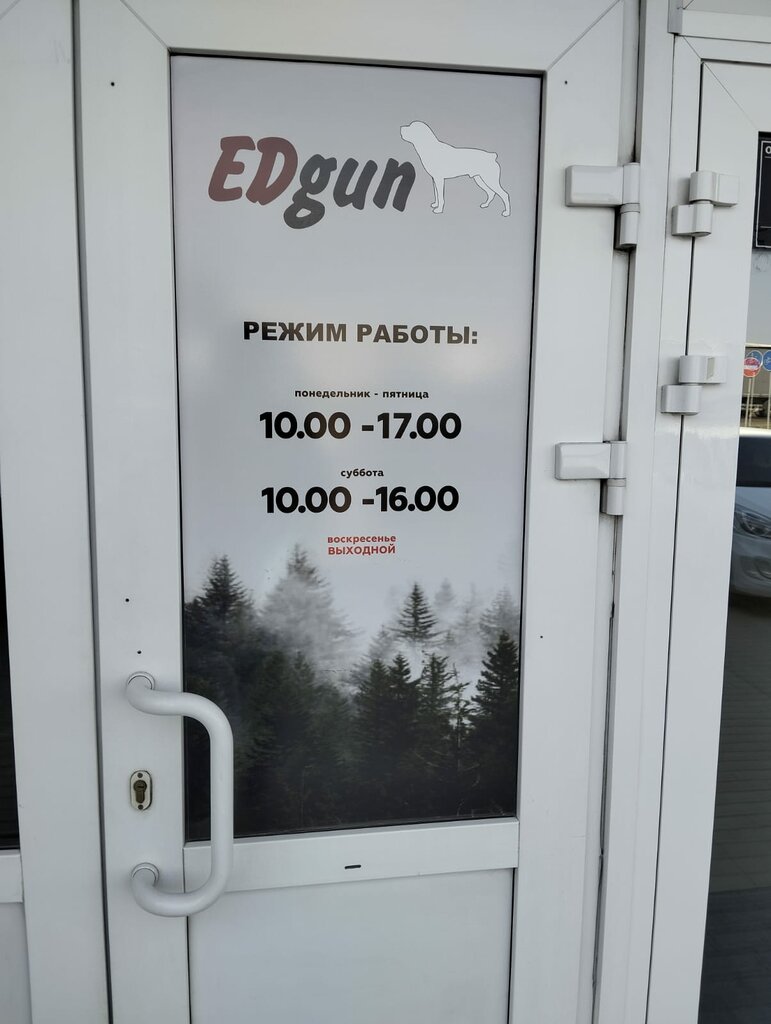 EDgun
РЕЖИМ РАБОТЫ:
понедельник - пятница
10.00 -17.00
суббота
10.00 -16.00
воскресенье
ВЫХОДНОЙ